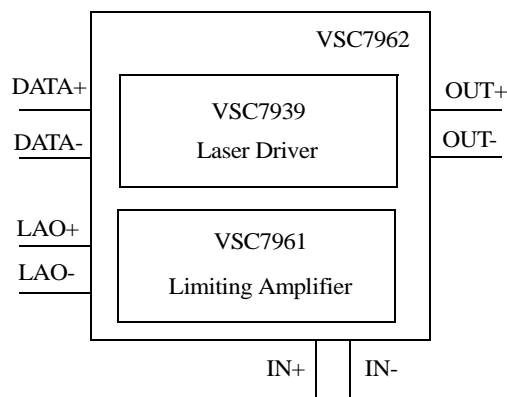 VSC7962
DATA+
DATA-
VSC7939
Laser Driver
OUT+
OUT-
LAO+
LAO-
VSC7961
Limiting Amplifier
IN+
IN-